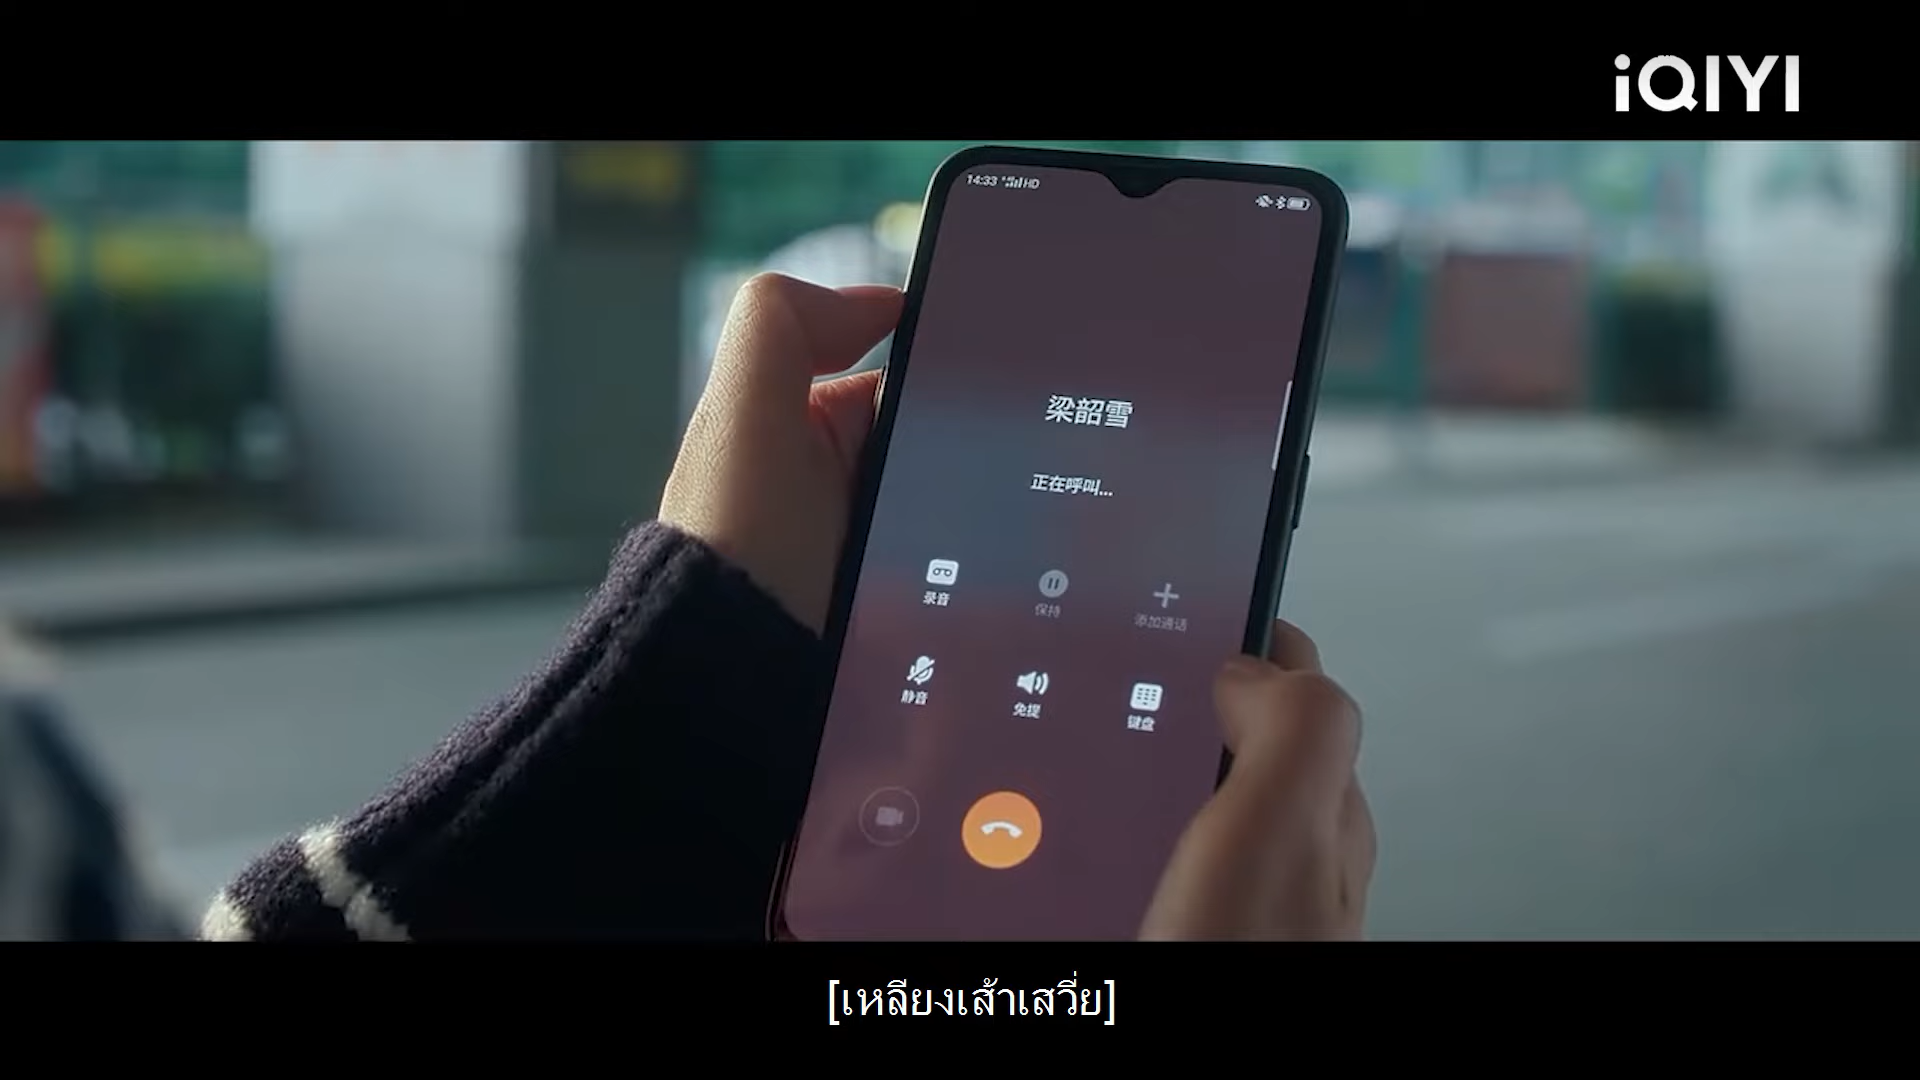 iQIYI
14:33
HD
梁韶雪
正在呼叫...
录音
保持
添加通话
静音
免提
键盘
[เหลียงเส้าเสวี่ย]